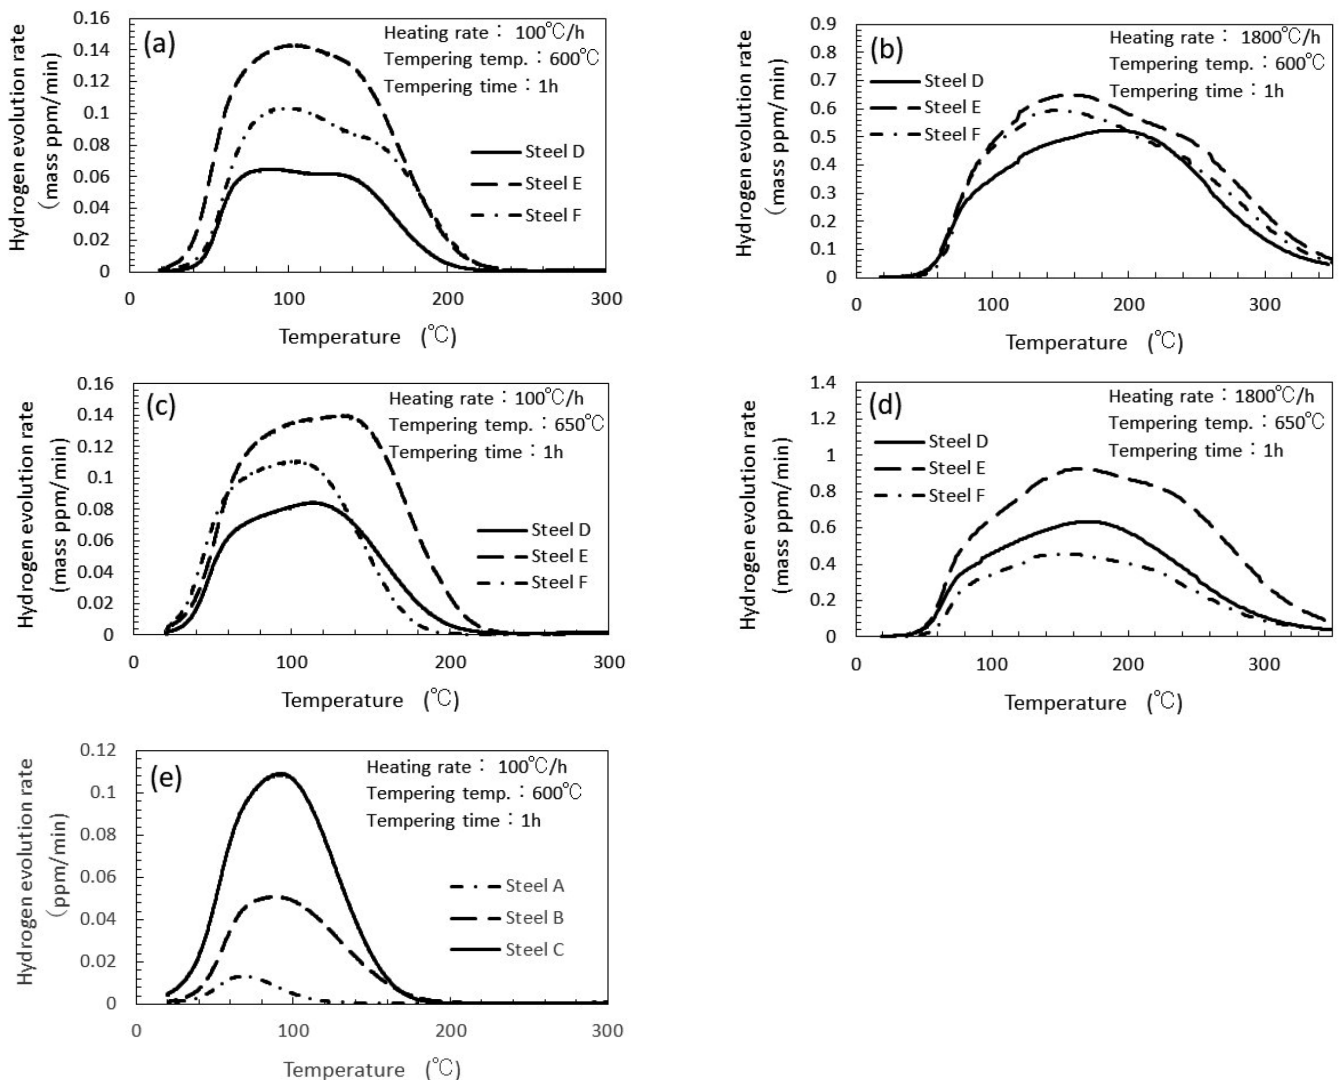 (a)
Heating rate : 100℃/h
Tempering temp. : 600℃
Tempering time : 1h
Steel D
Steel E
Steel F
Hydrogen evolution rate
(mass ppm/min)
0.16
0.14
0.12
0.1
0.08
0.06
0.04
0.02
0
0 100 200 300
Temperature (℃)
(b)
Heating rate : 1800℃/h
Tempering temp. : 600℃
Tempering time : 1h
Steel D
Steel E
Steel F
Hydrogen evolution rate
(mass ppm/min)
0.9
0.8
0.7
0.6
0.5
0.4
0.3
0.2
0.1
0
0 100 200 300
Temperature (℃)
(c)
Heating rate : 100℃/h
Tempering temp. : 650℃
Tempering time : 1h
Steel D
Steel E
Steel F
Hydrogen evolution rate
(mass ppm/min)
0.16
0.14
0.12
0.1
0.08
0.06
0.04
0.02
0
0 100 200 300
Temperature (℃)
(d)
Heating rate : 1800℃/h
Tempering temp. : 650℃
Tempering time : 1h
Steel D
Steel E
Steel F
Hydrogen evolution rate
(mass ppm/min)
1.4
1.2
1
0.8
0.6
0.4
0.2
0
0 100 200 300
Temperature (℃)
(e)
Heating rate : 100℃/h
Tempering temp. : 600℃
Tempering time : 1h
Steel A
Steel B
Steel C
Hydrogen evolution rate
(ppm/min)
0.12
0.1
0.08
0.06
0.04
0.02
0
0 100 200 300
Temperature (℃)